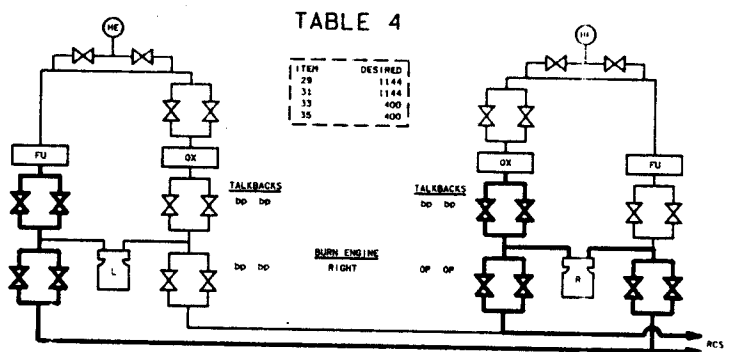 TABLE 4
HE
ITEM DESIRED
29 1144
31 1144
33 400
35 400
FU
OX
OX
FU
TALKBACKS
bp bp
TALKBACKS
bp bp
L
bp bp
BURN ENGINE
RIGHT
OP OP
R
RCS